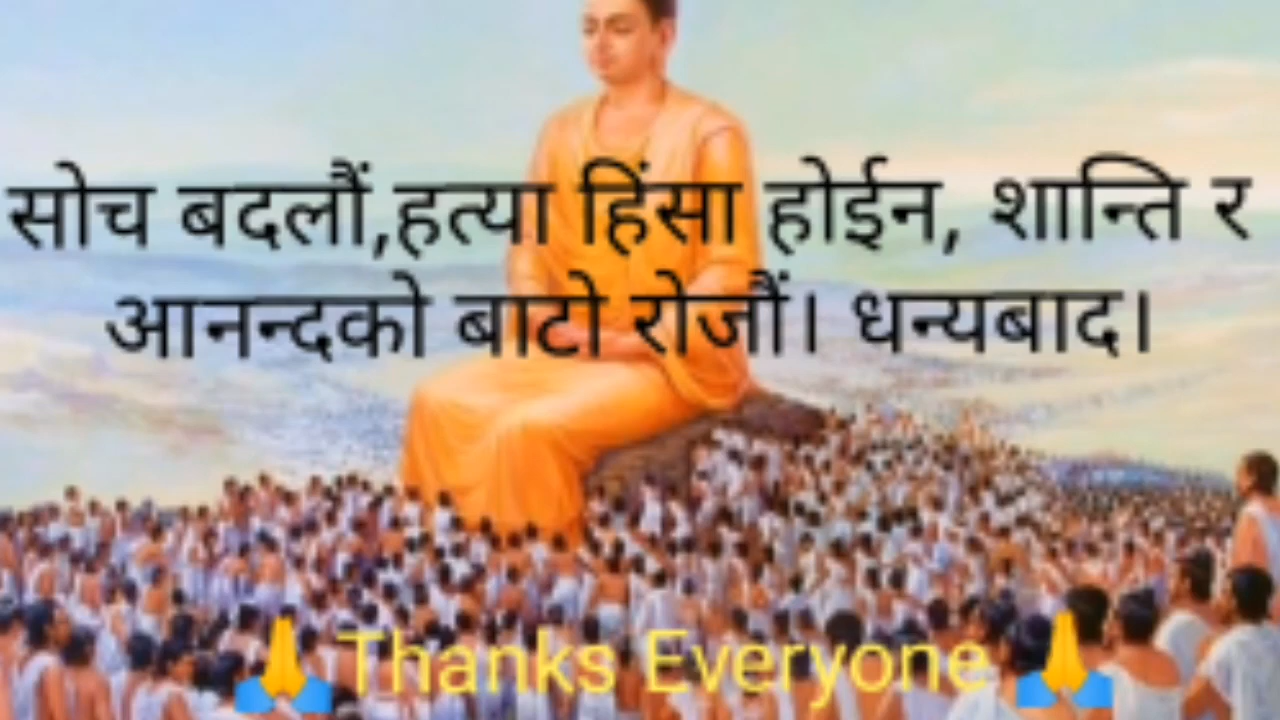 सोच बदलौं,हत्या हिंसा होईन, शान्ति र
आनन्दको बाटो रोजौं। धन्यबाद।
🙏Thanks Everyone 🙏